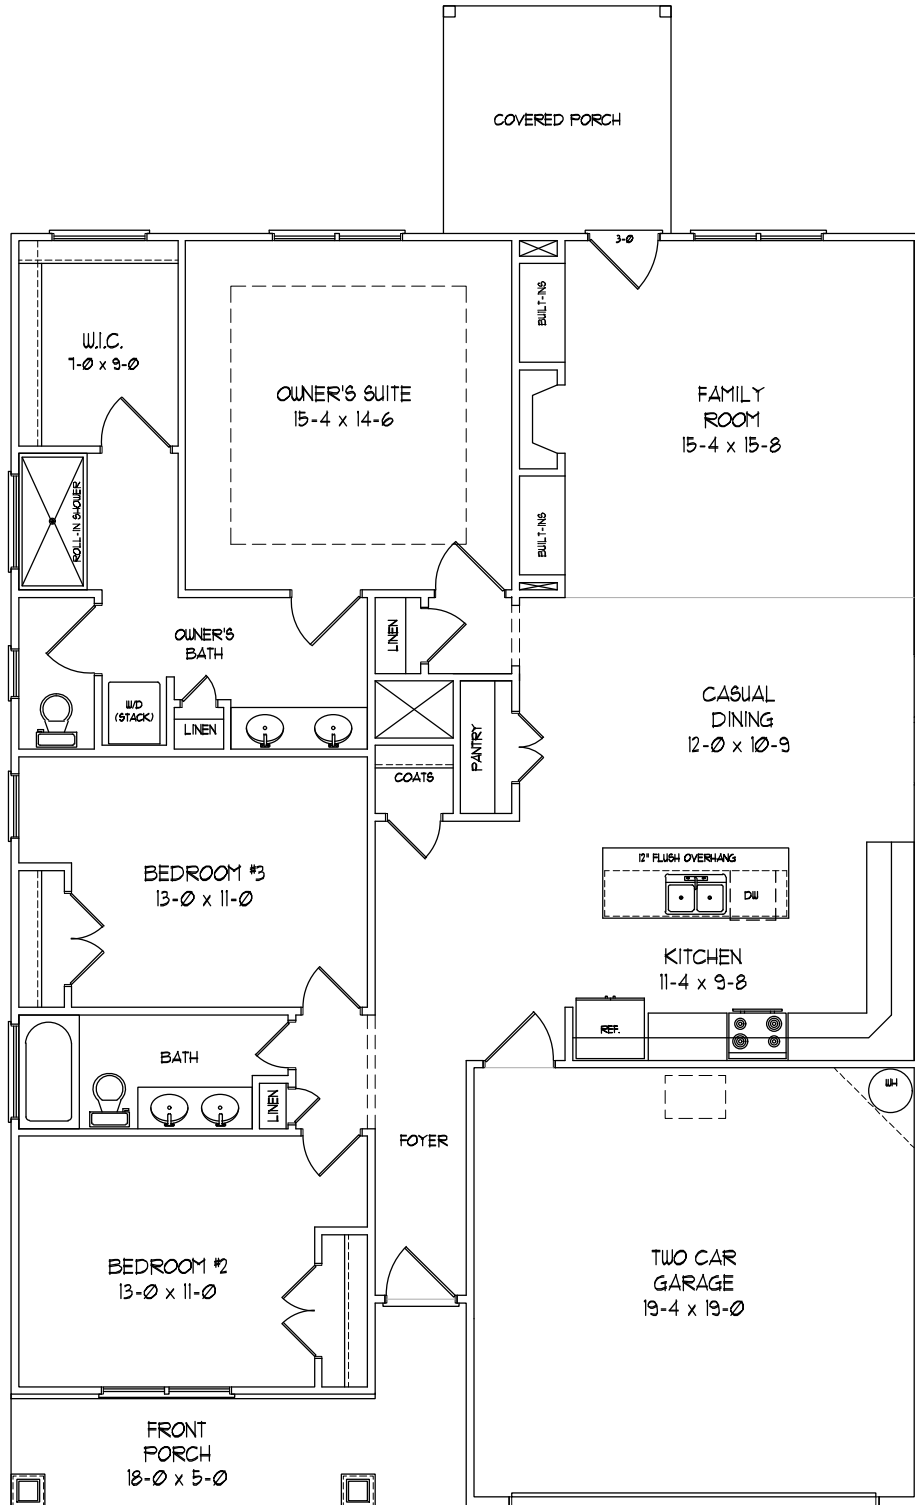 COVERED PORCH
3-0
BUILT-INS
W.I.C.
7-0 x 9-0
OWNER'S SUITE
15-4 x 14-6
FAMILY
ROOM
15-4 x 15-8
ROLL-IN SHOWER
BUILT-INS
OWNER'S
BATH
LINEN
W/D
(STACK)
LINEN
PANTRY
CASUAL
DINING
12-0 x 10-9
COATS
BEDROOM #3
13-0 x 11-0
12" FLUSH OVERHANG
DW
KITCHEN
11-4 x 9-8
REF.
BATH
LINEN
WH
FOYER
BEDROOM #2
13-0 x 11-0
TWO CAR
GARAGE
19-4 x 19-0
FRONT
PORCH
18-0 x 5-0